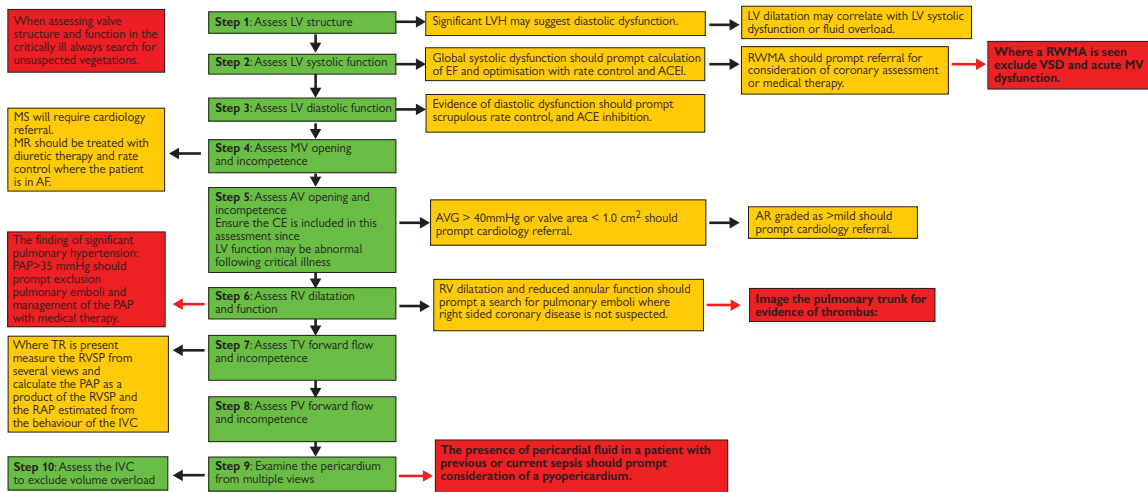 When assessing valve
structure and function in the
critically ill always search for
unsuspected vegetations.
Step 1: Assess LV structure
Significant LVH may suggest diastolic dysfunction.
LV dilatation may correlate with LV systolic
dysfunction or fluid overload.
Step 2: Assess LV systolic function
Global systolic dysfunction should prompt calculation
of EF and optimisation with rate control and ACEI.
RWMA should prompt referral for
consideration of coronary assessment
or medical therapy.
Where a RWMA is seen
exclude VSD and acute MV
dysfunction.
Step 3: Assess LV diastolic function
Evidence of diastolic dysfunction should prompt
scrupulous rate control, and ACE inhibition.
MS will require cardiology
referral.
MR should be treated with
diuretic therapy and rate
control where the patient
is in AF.
Step 4: Assess MV opening
and incompetence
Step 5: Assess AV opening and
incompetence
Ensure the CE is included in this
assessment since
LV function may be abnormal
following critical illness
AVG > 40mmHg or valve area < 1.0 cm² should
prompt cardiology referral.
AR graded as >mild should
prompt cardiology referral.
The finding of significant
pulmonary hypertension:
PAP>35 mmHg should
prompt exclusion
pulmonary emboli and
management of the PAP
with medical therapy.
Step 6: Assess RV dilatation
and function
RV dilatation and reduced annular function should
prompt a search for pulmonary emboli where
right sided coronary disease is not suspected.
Image the pulmonary trunk for
evidence of thrombus:
Step 7: Assess TV forward flow
and incompetence
Where TR is present
measure the RVSP from
several views and
calculate the PAP as a
product of the RVSP and
the RAP estimated from
the behaviour of the IVC
Step 8: Assess PV forward flow
and incompetence
Step 9: Examine the pericardium
from multiple views
The presence of pericardial fluid in a patient with
previous or current sepsis should prompt
consideration of a pyopericardium.
Step 10: Assess the IVC
to exclude volume overload